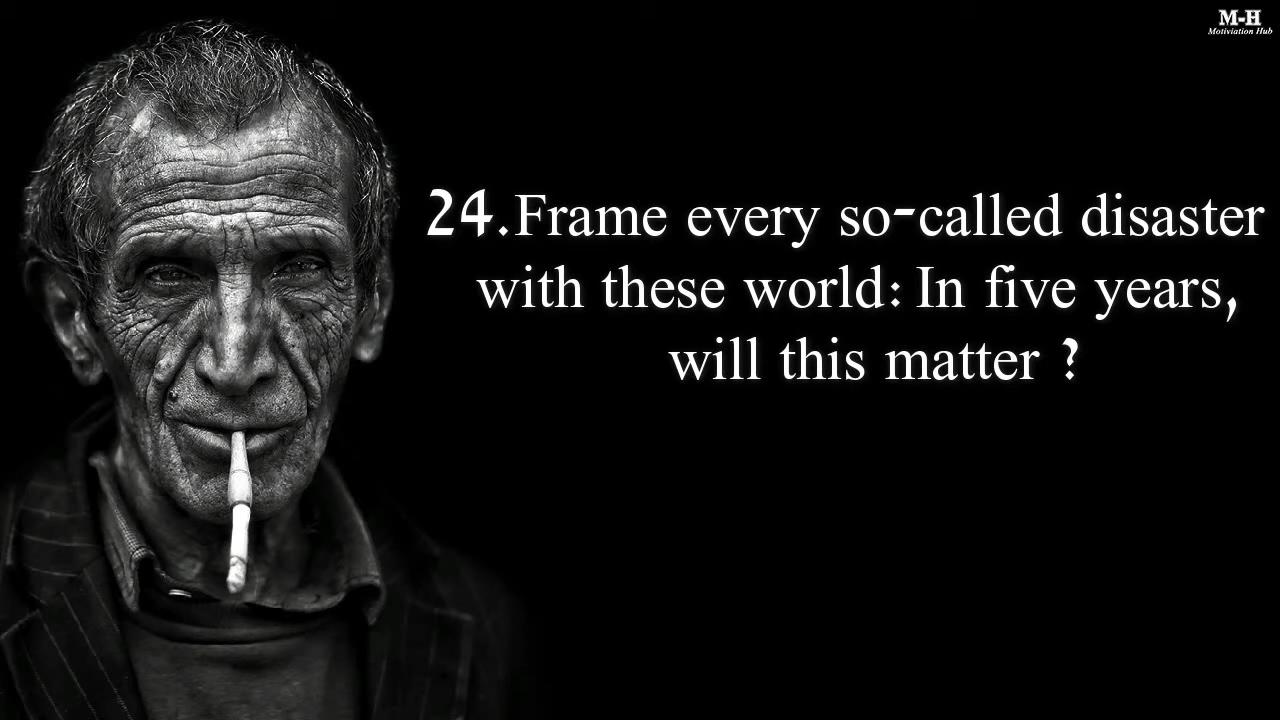 M-H
Motiviation Hub
24.Frame every so-called disaster
with these world: In five years,
will this matter ?